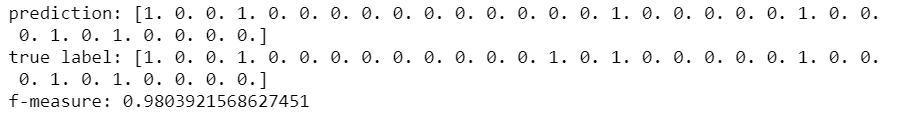 prediction: [1. 0. 0. 1. 0. 0. 0. 0. 0. 0. 0. 0. 0. 0. 0. 1. 0. 0. 0. 0. 0. 1. 0. 0.
0. 1. 0. 1. 0. 0. 0. 0.]
true label: [1. 0. 0. 1. 0. 0. 0. 0. 0. 0. 0. 0. 0. 1. 0. 1. 0. 0. 0. 0. 0. 1. 0. 0.
0. 1. 0. 1. 0. 0. 0. 0.]
f-measure: 0.9803921568627451